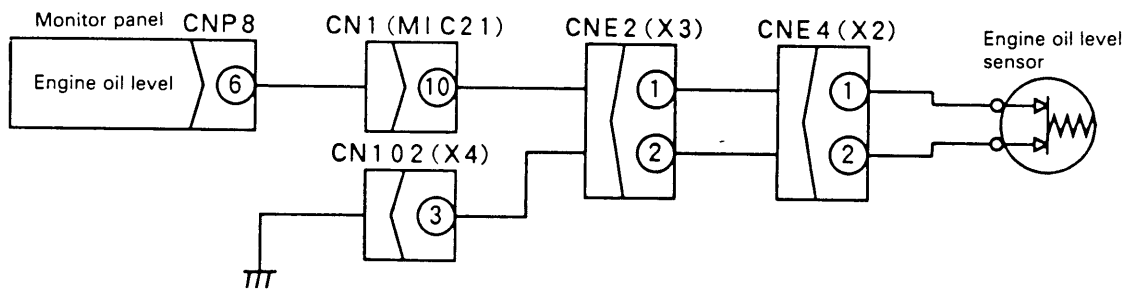 Monitor panel
CNP8
CN1(MIC21)
CNE2(X3)
CNE4(X2)
Engine oil level
sensor
Engine oil level
6
10
1
1
2
2
CN102(X4)
3